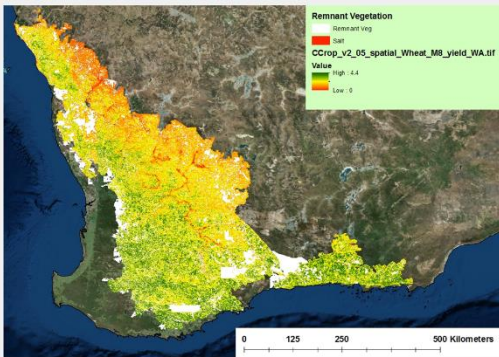 Remnant Vegetation
Remnant Veg
Salt
CCrop_v2_05_spatial_Wheat_M8_yield_WA.tif
Value
High : 4.4
Low : 0
0 125 250 500 Kilometers